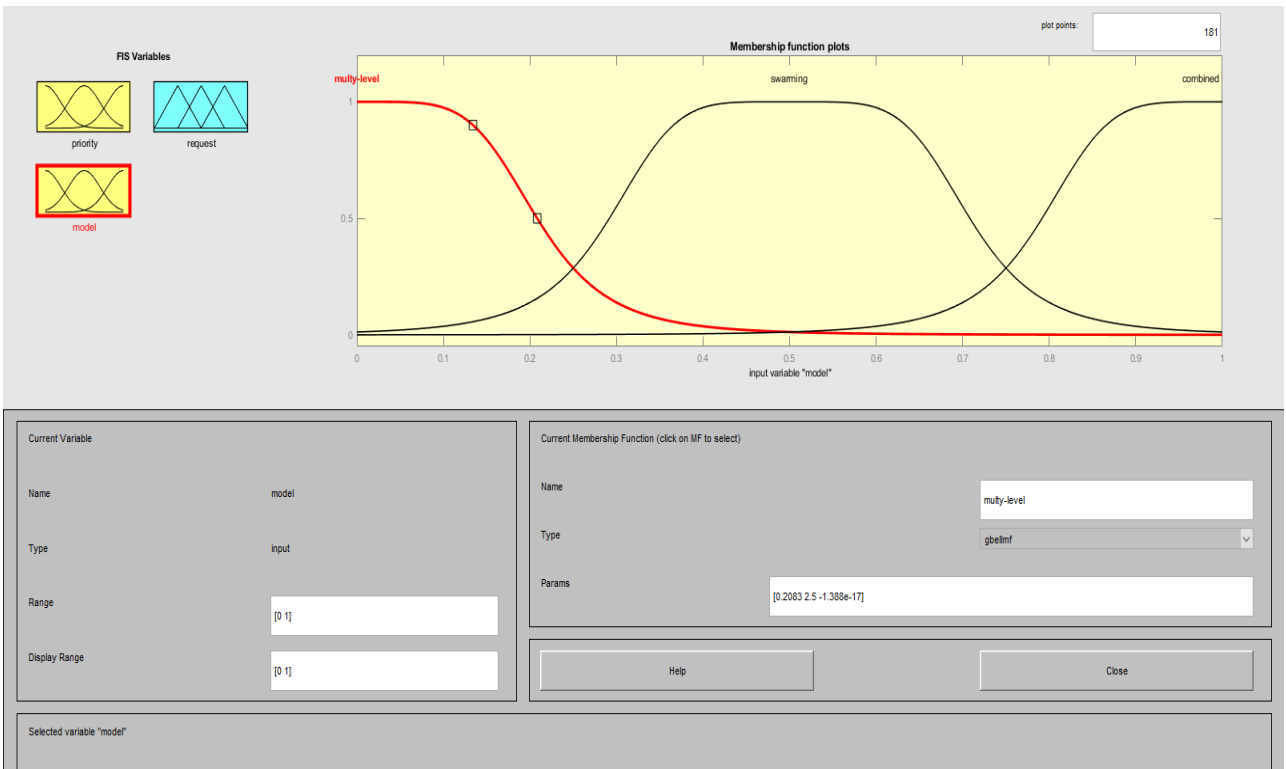 plot points:
181
FIS Variables
Membership function plots
priority
request
model
multy-level
swarming
combined
1
0.5
0
0 0.1 0.2 0.3 0.4 0.5 0.6 0.7 0.8 0.9 1
input variable "model"
Current Variable
Name model
Type input
Range [0 1]
Display Range [0 1]
Current Membership Function (click on MF to select)
Name multy-level
Type gbellmf
Params [0.2083 2.5 -1.388e-17]
Help Close
Selected variable "model"